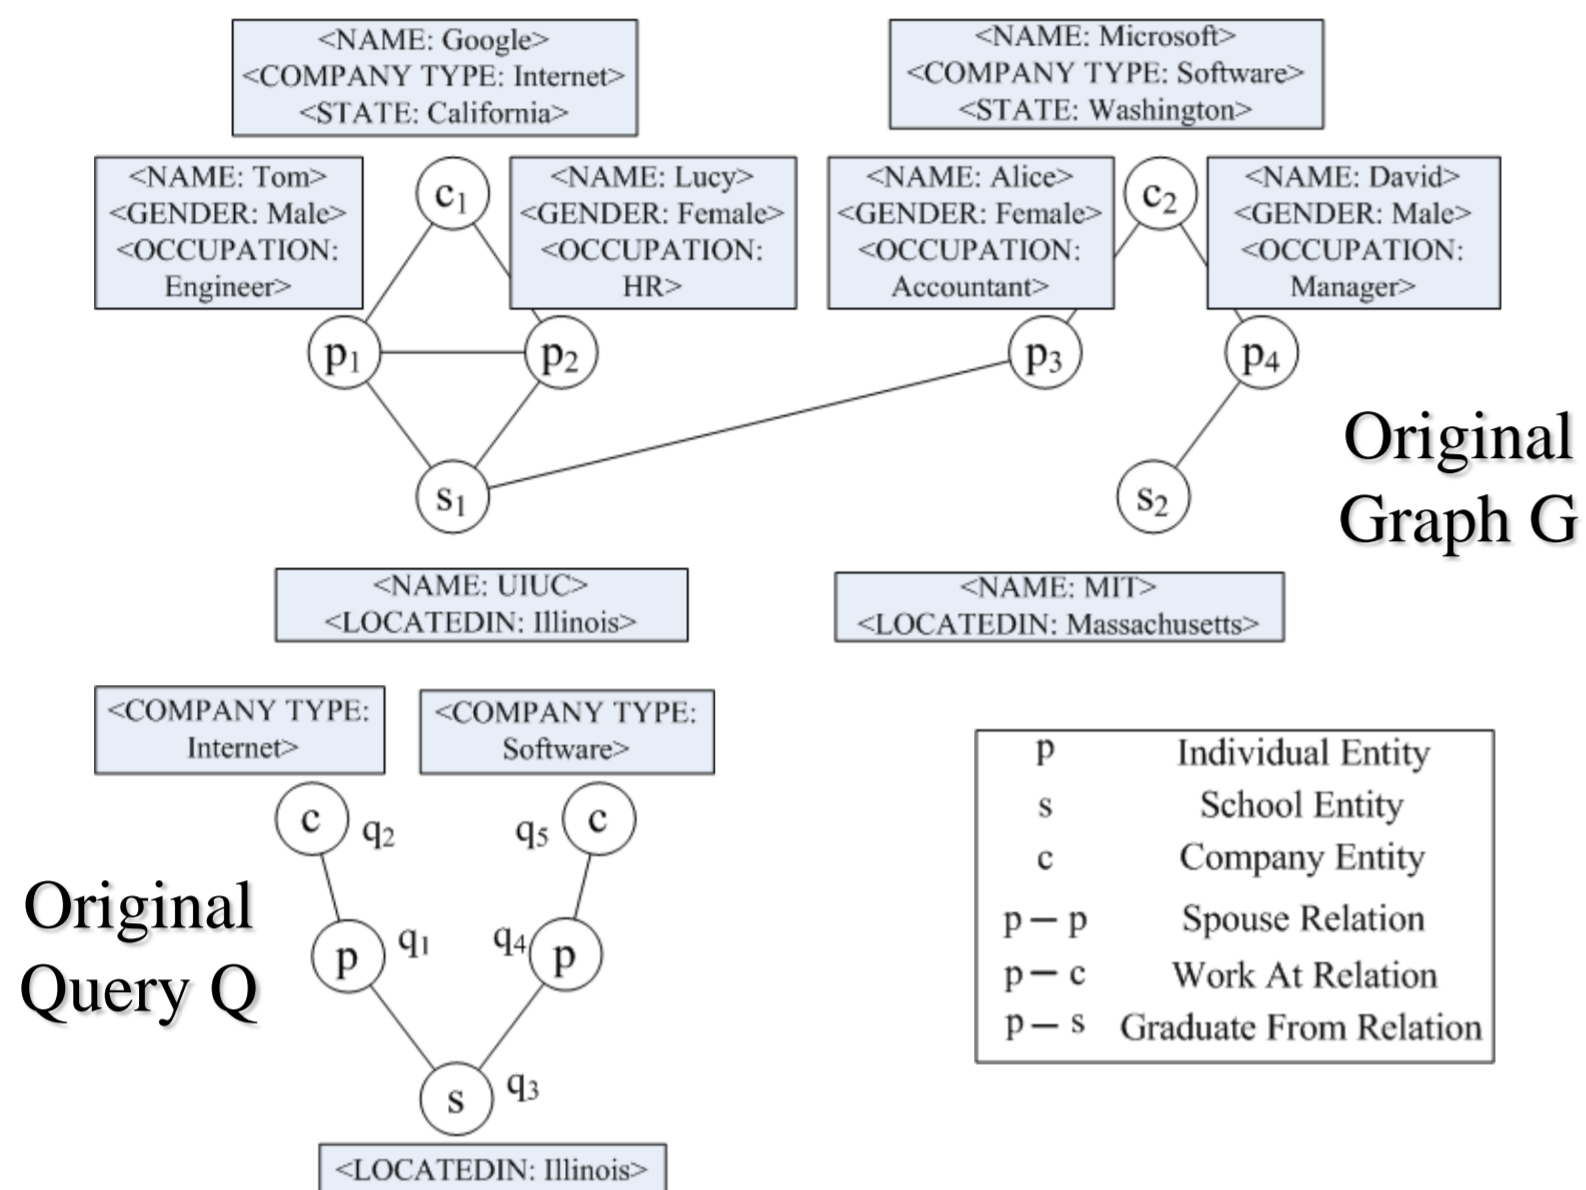 <NAME: Google>
<COMPANY TYPE: Internet>
<STATE: California>
<NAME: Microsoft>
<COMPANY TYPE: Software>
<STATE: Washington>
<NAME: Tom>
<GENDER: Male>
<OCCUPATION:
Engineer>
c1
<NAME: Lucy>
<GENDER: Female>
<OCCUPATION:
HR>
<NAME: Alice>
<GENDER: Female>
<OCCUPATION:
Accountant>
c2
<NAME: David>
<GENDER: Male>
<OCCUPATION:
Manager>
p1
p2
p3
p4
s1
s2
Original
Graph G
<NAME: UIUC>
<LOCATEDIN: Illinois>
<NAME: MIT>
<LOCATEDIN: Massachusetts>
<COMPANY TYPE:
Internet>
<COMPANY TYPE:
Software>
c
q2
q5
c
Original
Query Q
p
q1
q4
p
s
q3
<LOCATEDIN: Illinois>
p Individual Entity
s School Entity
c Company Entity
p — p Spouse Relation
p — c Work At Relation
p — s Graduate From Relation